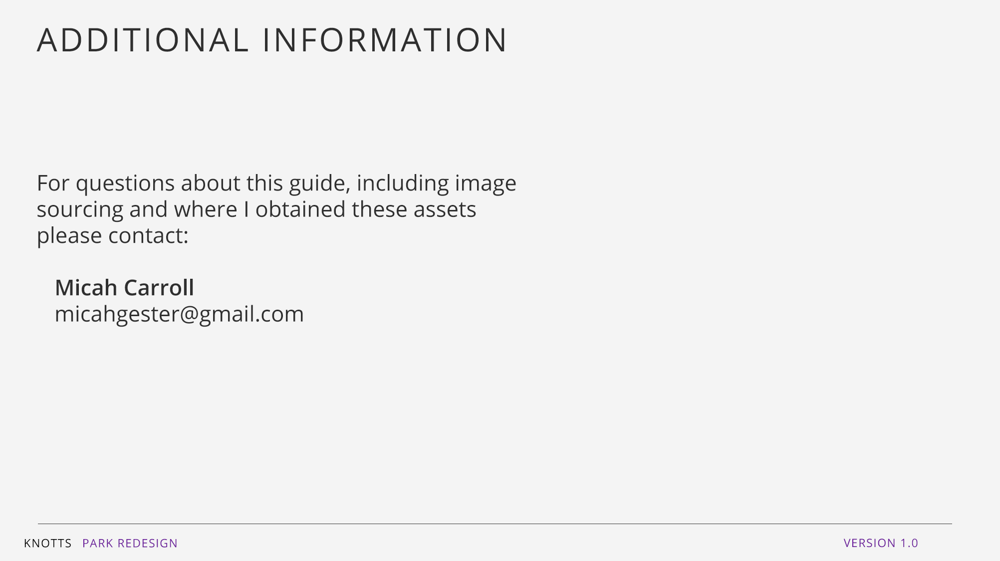 ADDITIONAL INFORMATION
For questions about this guide, including image
sourcing and where I obtained these assets
please contact:
Micah Carroll
micahgester@gmail.com
KNOTTS PARK REDESIGN
VERSION 1.0